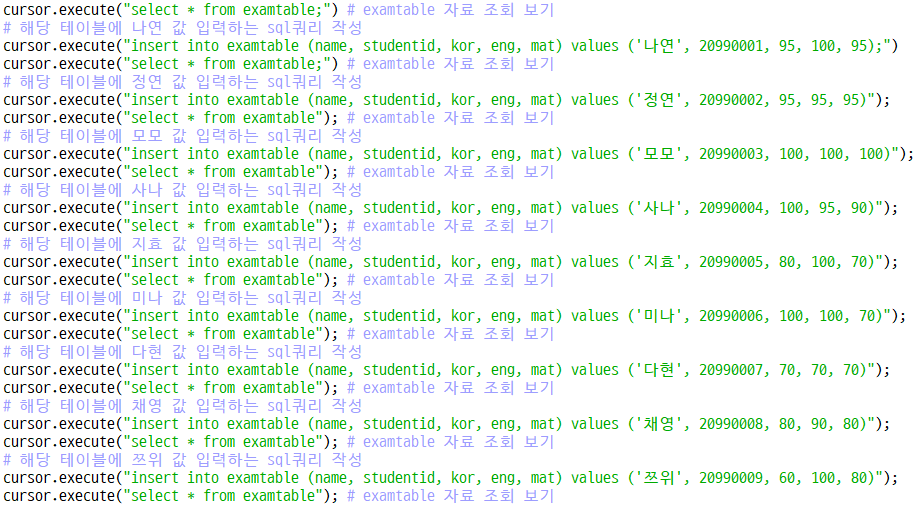 cursor.execute("select * from examtable;") # examtable 자료 조회 보기
# 해당 테이블에 나연 값 입력하는 sql쿼리 작성
cursor.execute("insert into examtable (name, studentid, kor, eng, mat) values ('나연', 20990001, 95, 100, 95);")
cursor.execute("select * from examtable;") # examtable 자료 조회 보기
# 해당 테이블에 정연 값 입력하는 sql쿼리 작성
cursor.execute("insert into examtable (name, studentid, kor, eng, mat) values ('정연', 20990002, 95, 95, 95)");
cursor.execute("select * from examtable"); # examtable 자료 조회 보기
# 해당 테이블에 모모 값 입력하는 sql쿼리 작성
cursor.execute("insert into examtable (name, studentid, kor, eng, mat) values ('모모', 20990003, 100, 100, 100)");
cursor.execute("select * from examtable"); # examtable 자료 조회 보기
# 해당 테이블에 사나 값 입력하는 sql쿼리 작성
cursor.execute("insert into examtable (name, studentid, kor, eng, mat) values ('사나', 20990004, 100, 95, 90)");
cursor.execute("select * from examtable"); # examtable 자료 조회 보기
# 해당 테이블에 지효 값 입력하는 sql쿼리 작성
cursor.execute("insert into examtable (name, studentid, kor, eng, mat) values ('지효', 20990005, 80, 100, 70)");
cursor.execute("select * from examtable"); # examtable 자료 조회 보기
# 해당 테이블에 미나 값 입력하는 sql쿼리 작성
cursor.execute("insert into examtable (name, studentid, kor, eng, mat) values ('미나', 20990006, 100, 100, 70)");
cursor.execute("select * from examtable"); # examtable 자료 조회 보기
# 해당 테이블에 다현 값 입력하는 sql쿼리 작성
cursor.execute("insert into examtable (name, studentid, kor, eng, mat) values ('다현', 20990007, 70, 70, 70)");
cursor.execute("select * from examtable"); # examtable 자료 조회 보기
# 해당 테이블에 채영 값 입력하는 sql쿼리 작성
cursor.execute("insert into examtable (name, studentid, kor, eng, mat) values ('채영', 20990008, 80, 90, 80)");
cursor.execute("select * from examtable"); # examtable 자료 조회 보기
# 해당 테이블에 쯔위 값 입력하는 sql쿼리 작성
cursor.execute("insert into examtable (name, studentid, kor, eng, mat) values ('쯔위', 20990009, 60, 100, 80)");
cursor.execute("select * from examtable"); # examtable 자료 조회 보기